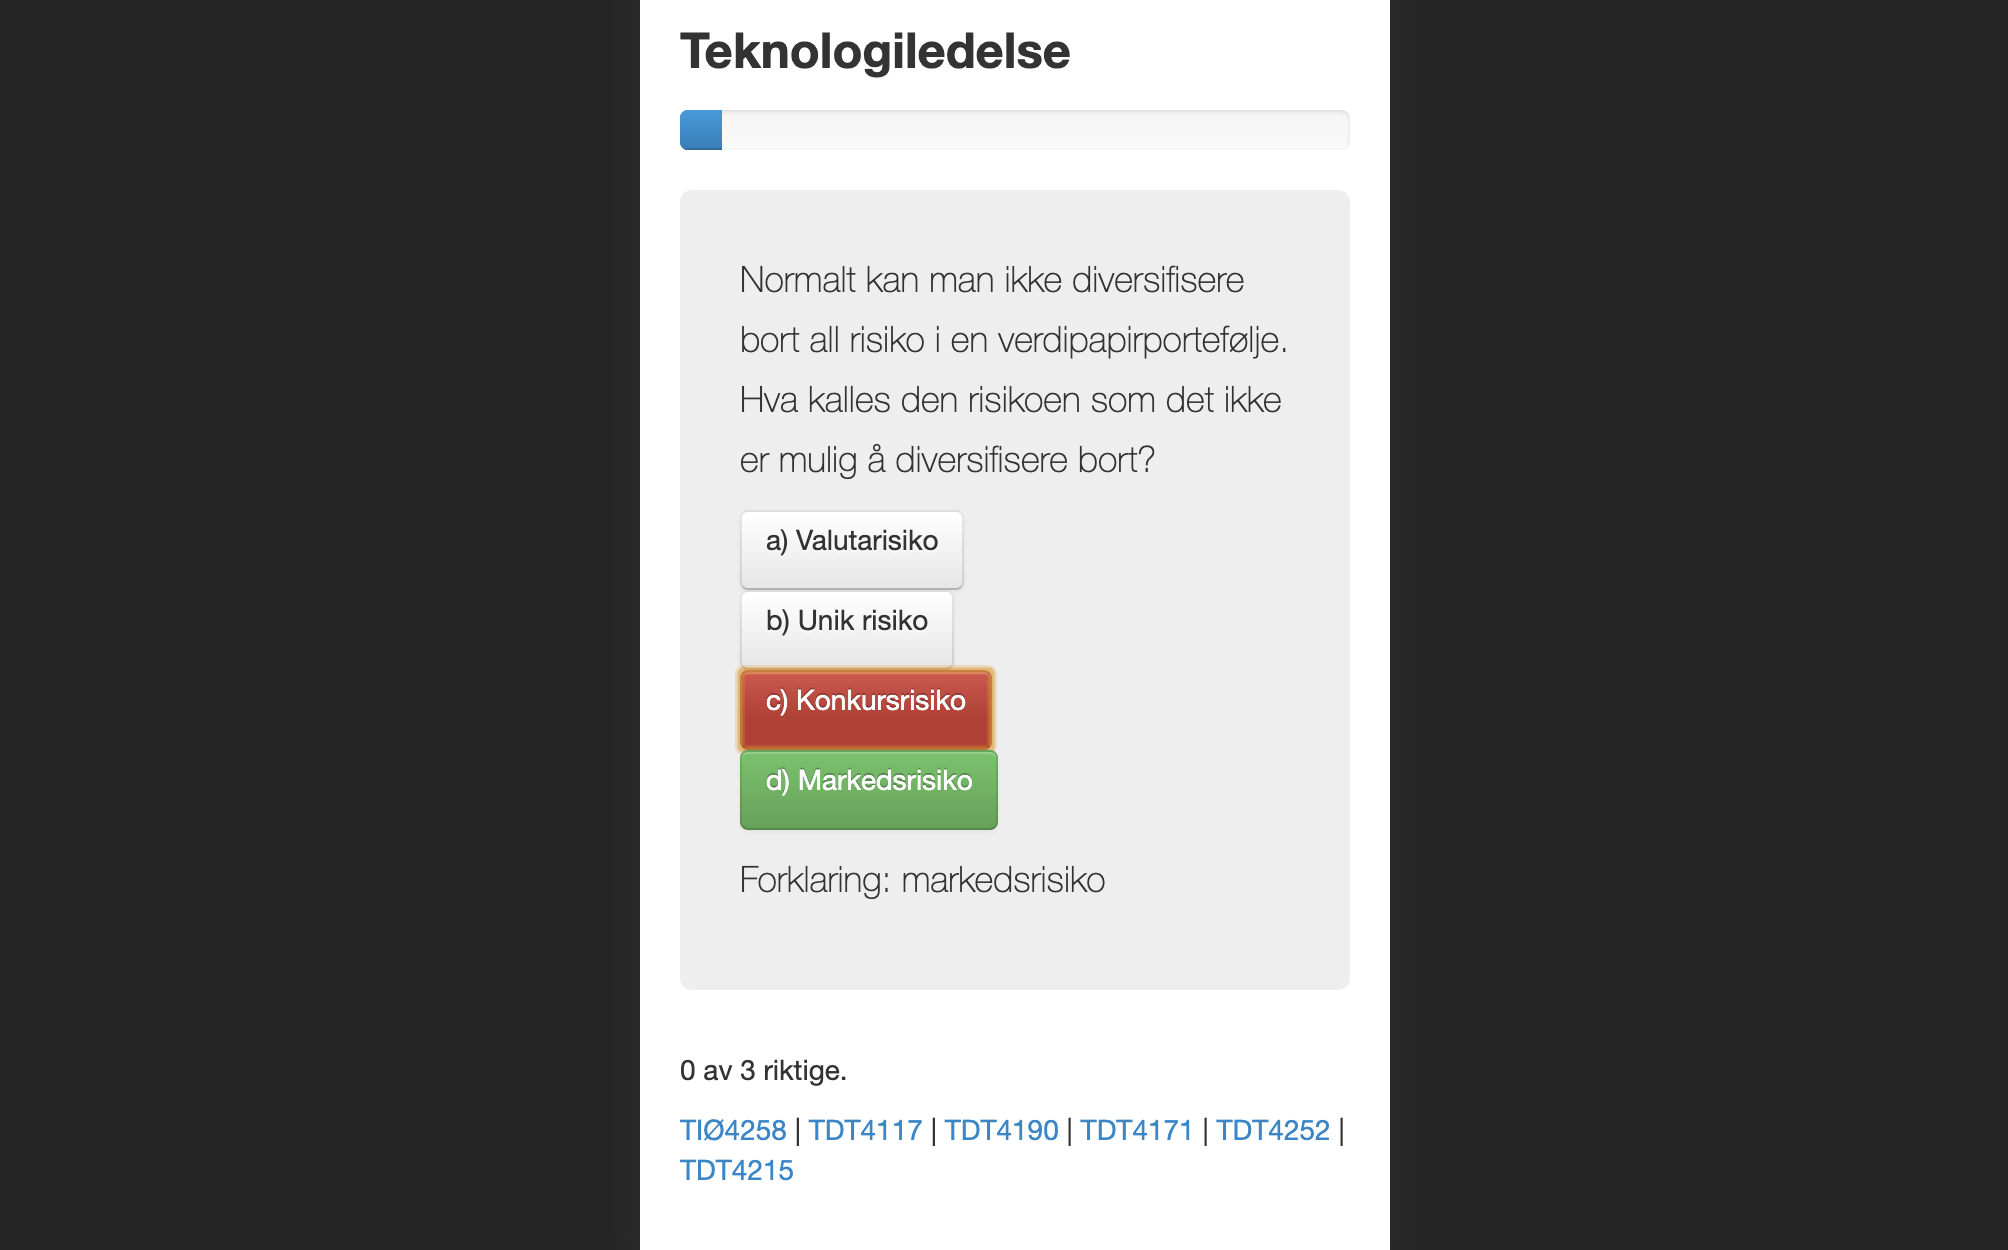 Teknologiledelse
Normalt kan man ikke diversifisere
bort all risiko i en verdipapirportefølje.
Hva kalles den risikoen som det ikke
er mulig å diversifisere bort?
a) Valutarisiko
b) Unik risiko
c) Konkursrisiko
d) Markedsrisiko
Forklaring: markedsrisiko
0 av 3 riktige.
TIØ4258 | TDT4117 | TDT4190 | TDT4171 | TDT4252 |
TDT4215